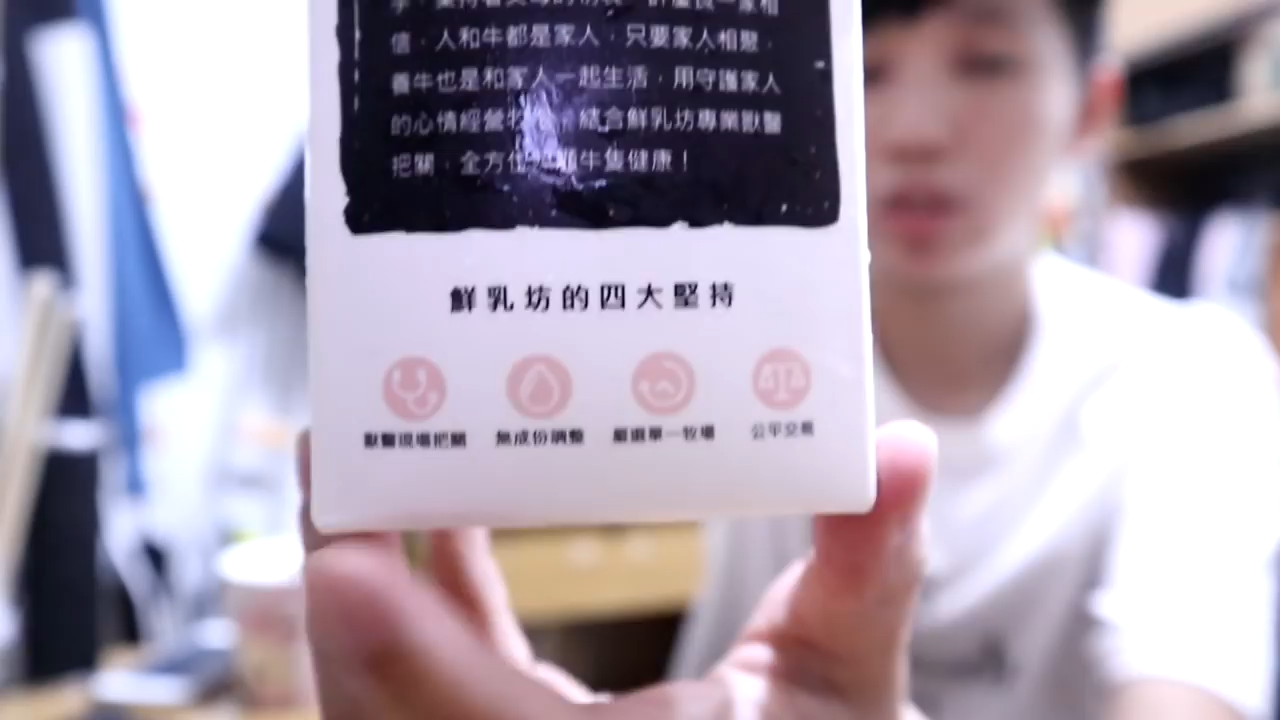 信，人和牛都是家人，只要家人相聚，
養牛也是和家人一起生活，用守護家人
的心情經營牧 結合鮮乳坊專業獸醫
把關，全方位 顧牛隻健康！
鮮乳坊的四大堅持
獸醫現場把關 無成份調整 嚴選單一牧場 公平交易